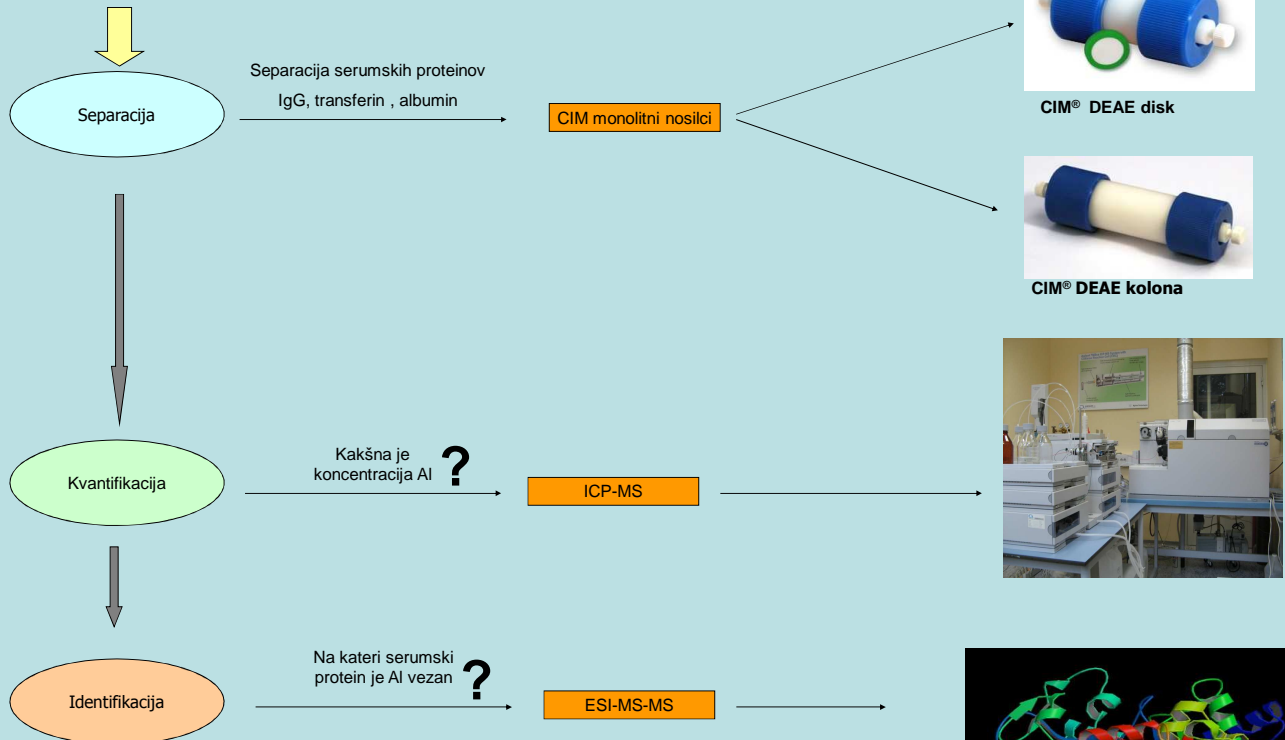 Separacija
Separacija serumskih proteinov
IgG, transferin , albumin
CIM monolitni nosilci
CIM® DEAE disk
CIM® DEAE kolona
Kvantifikacija
Kakšna je
koncentracija Al ?
ICP-MS
Identifikacija
Na kateri serumski
protein je Al vezan ?
ESI-MS-MS